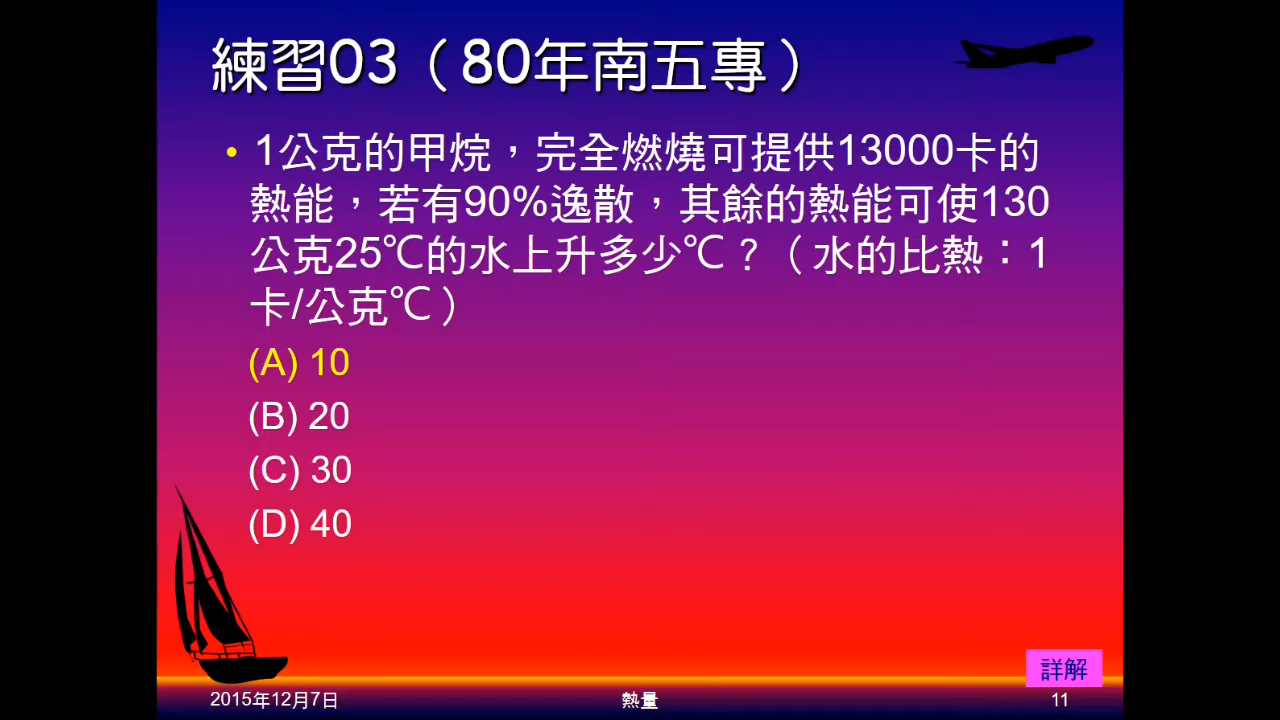 練習03（80年南五專）
• 1公克的甲烷，完全燃燒可提供13000卡的
熱能，若有90%逸散，其餘的熱能可使130
公克25℃的水上升多少℃？（水的比熱：1
卡/公克℃）
(A) 10
(B) 20
(C) 30
(D) 40
詳解
2015年12月7日
熱量
11